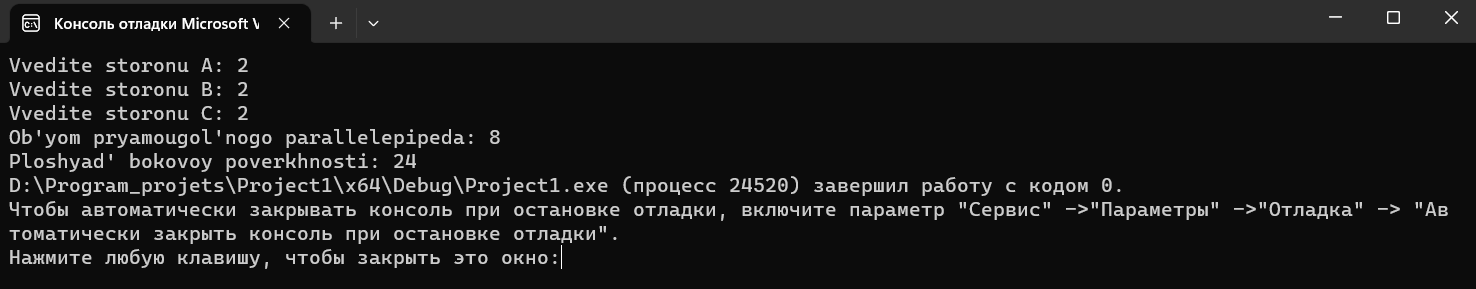 Консоль отладки Microsoft V
Vvedite storonu A: 2
Vvedite storonu B: 2
Vvedite storonu C: 2
Ob'yom pryamougol'nogo parallelepipeda: 8
Ploshyad' bokovoy poverkhnosti: 24
D:\Program_projets\Project1\x64\Debug\Project1.exe (процесс 24520) завершил работу с кодом 0.
Чтобы автоматически закрывать консоль при остановке отладки, включите параметр "Сервис" ->"Параметры" ->"Отладка" -> "Ав
томатически закрыть консоль при остановке отладки".
Нажмите любую клавишу, чтобы закрыть это окно: